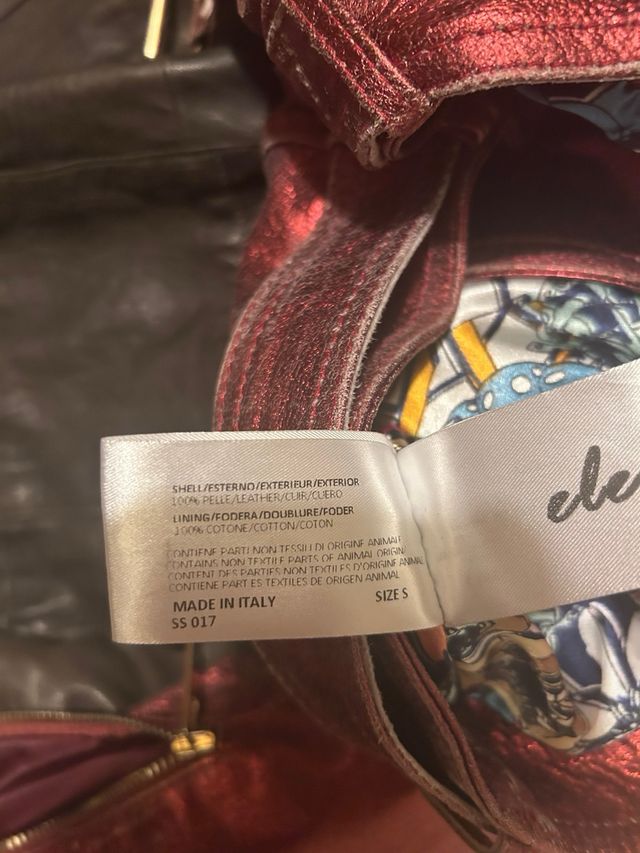 SHELL/ESTERNO/EXTERIEUR/EXTERIOR
100% PELLE/LEATHER/CUIR/CUERO
LINING/FODERA/DOUBLURE/FODER
100% COTONE/COTTON/COTON
CONTIENE PARTI NON TESSILI DI ORIGINE ANIMALE
CONTAINS NON TEXTILE PARTS OF ANIMAL ORIGIN
CONTENT DES PARTIES NON TEXTILES D'ORIGINE ANIMALE
CONTIENE PARTES TEXTILES DE ORIGEN ANIMAL
MADE IN ITALY SIZE S
SS 017
ele